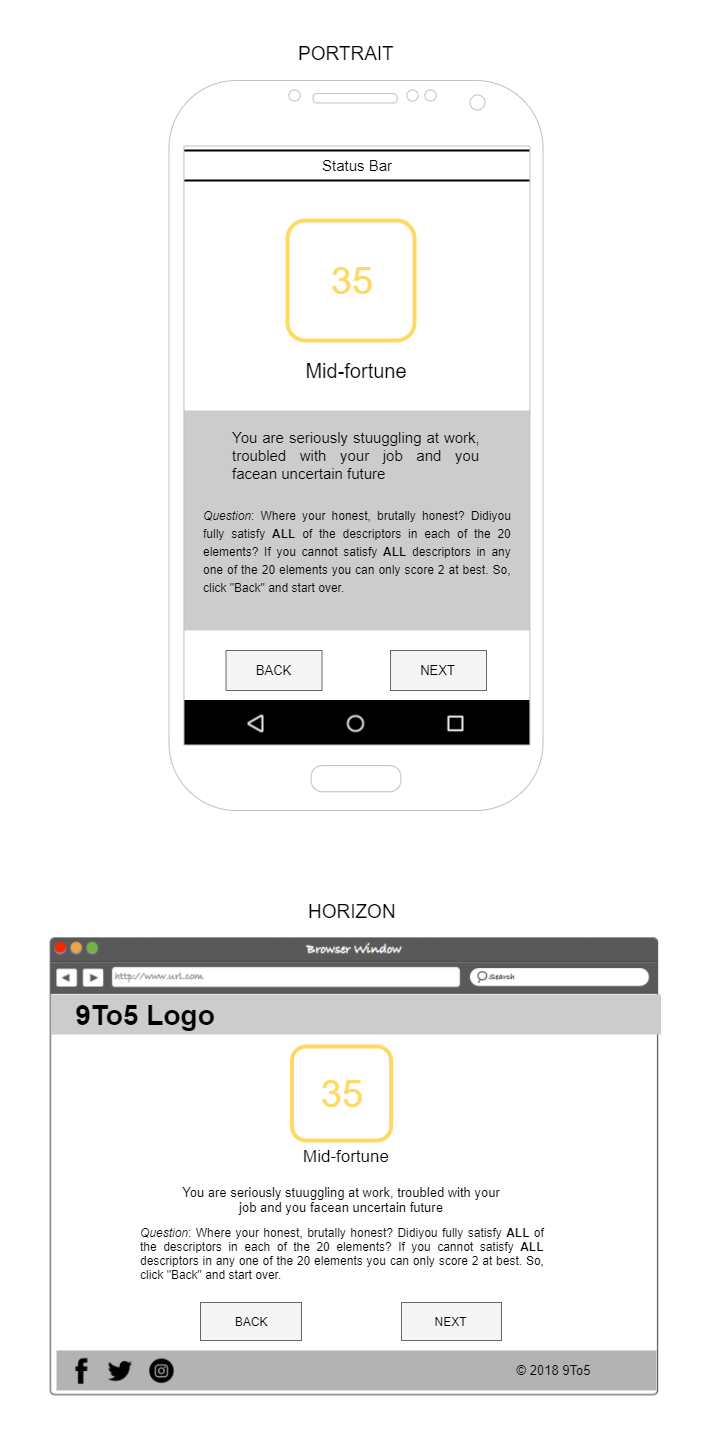 PORTRAIT
Status Bar
35
Mid-fortune
You are seriously stuuggling at work,
troubled with your job and you
facean uncertain future
Question: Where your honest, brutally honest? Didiyou
fully satisfy ALL of the descriptors in each of the 20
elements? If you cannot satisfy ALL descriptors in any
one of the 20 elements you can only score 2 at best. So,
click "Back" and start over.
BACK NEXT
HORIZON
Browser Window
http://www.url.com Search
9To5 Logo
35
Mid-fortune
You are seriously stuuggling at work, troubled with your
job and you facean uncertain future
Question: Where your honest, brutally honest? Didiyou fully satisfy ALL of
the descriptors in each of the 20 elements? If you cannot satisfy ALL
descriptors in any one of the 20 elements you can only score 2 at best. So,
click "Back" and start over.
BACK NEXT
© 2018 9To5